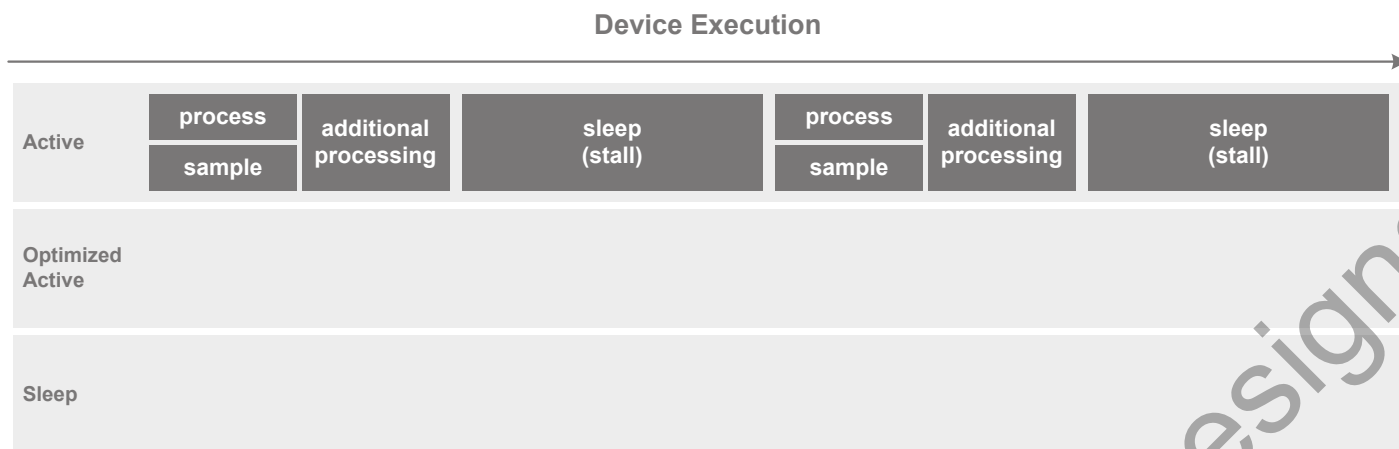 Device Execution
Active
process
sample
additional
processing
sleep
(stall)
process
sample
additional
processing
sleep
(stall)
Optimized
Active
Sleep